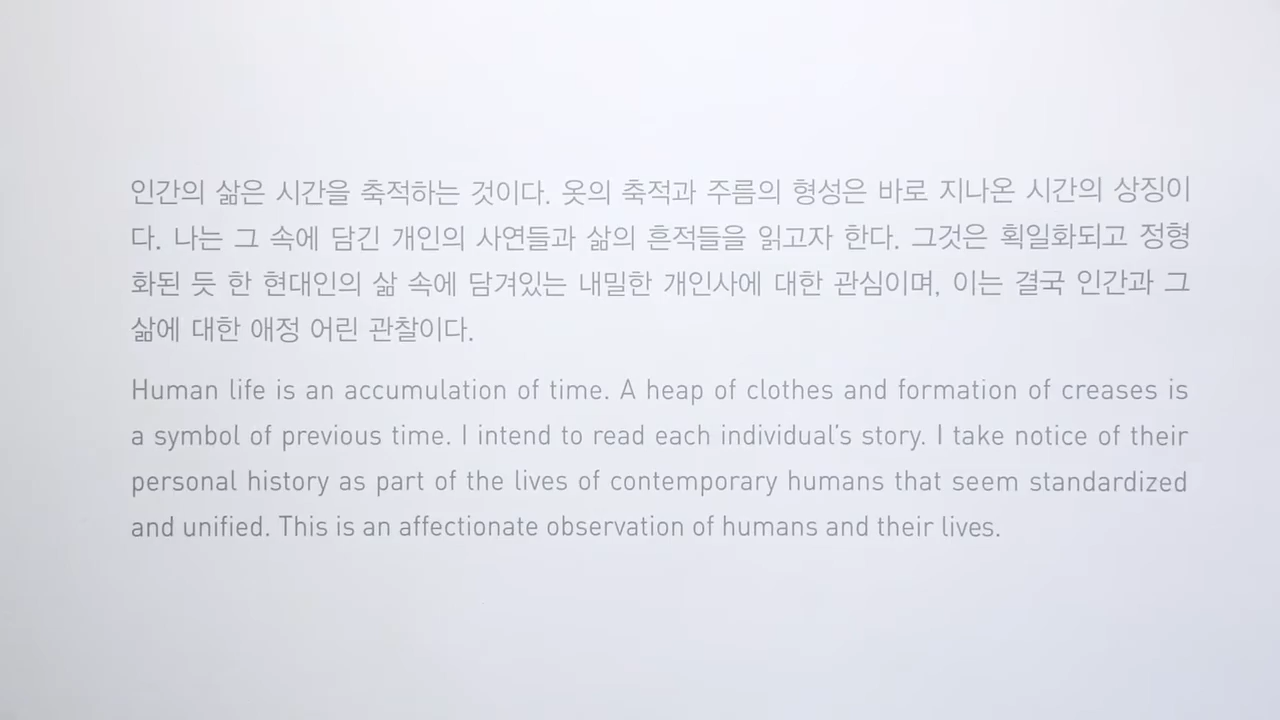 인간의 삶은 시간을 축적하는 것이다. 옷의 축적과 주름의 형성은 바로 지나온 시간의 상징이
다. 나는 그 속에 담긴 개인의 사연들과 삶의 흔적들을 읽고자 한다. 그것은 획일화되고 정형
화된 듯 한 현대인의 삶 속에 담겨있는 내밀한 개인사에 대한 관심이며, 이는 결국 인간과 그
삶에 대한 애정 어린 관찰이다.
Human life is an accumulation of time. A heap of clothes and formation of creases is
a symbol of previous time. I intend to read each individual's story. I take notice of their
personal history as part of the lives of contemporary humans that seem standardized
and unified. This is an affectionate observation of humans and their lives.